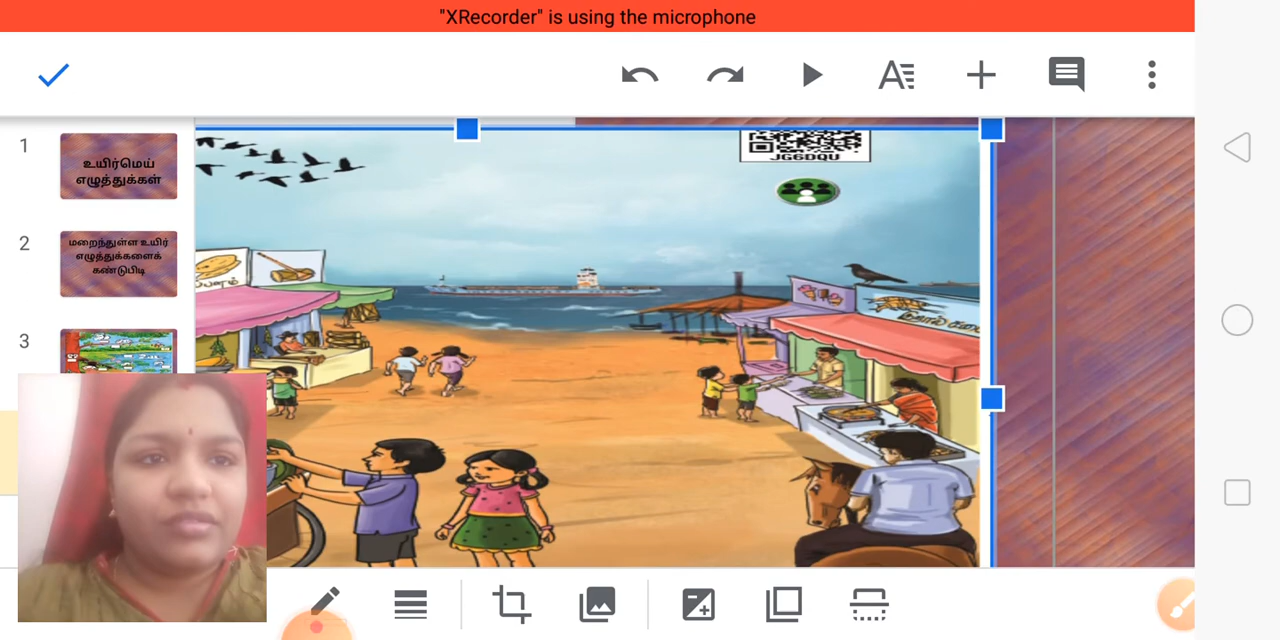 "XRecorder" is using the microphone
1
உயிர்மெய்
எழுத்துக்கள்
2
மறைந்துள்ள உயிர்
எழுத்துக்களைக்
கண்டுபிடி
3
JG6DQU